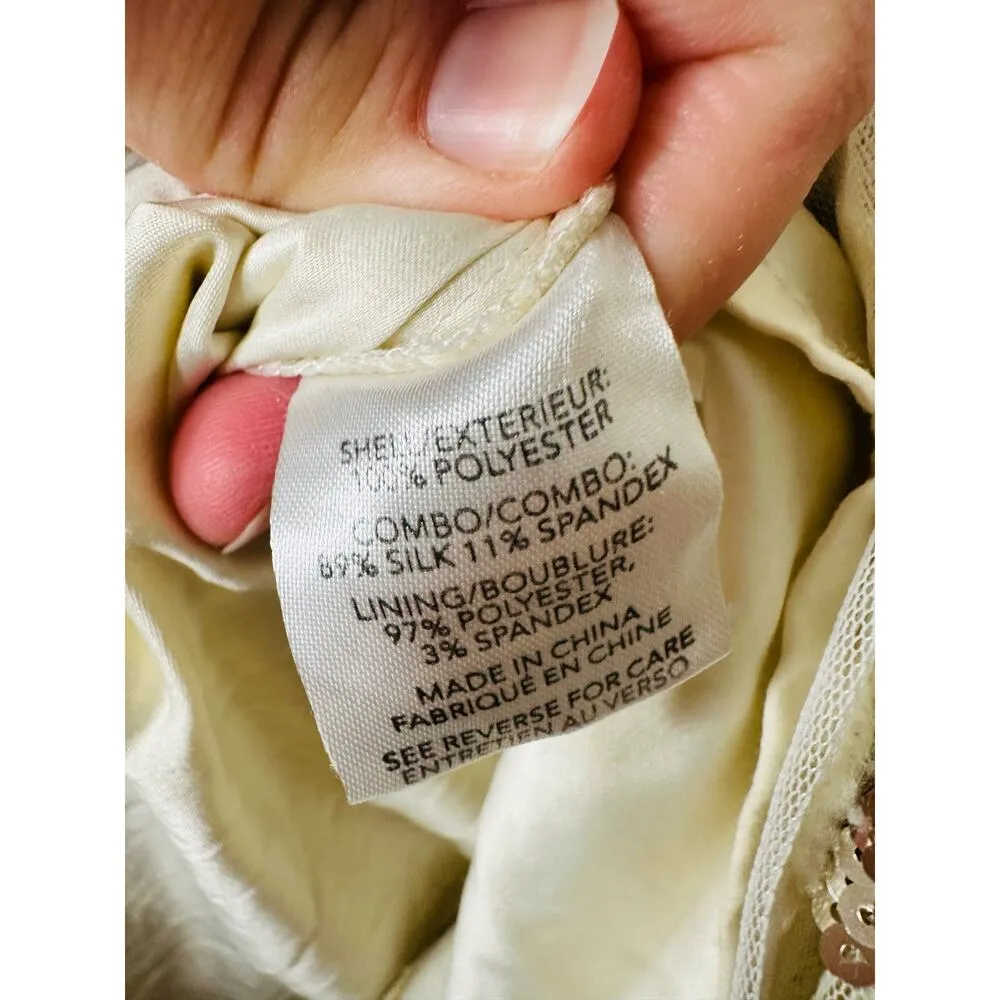 SHELL/EXTERIEUR:
100% POLYESTER
COMBO/COMBO:
89% SILK 11% SPANDEX
LINING/BOUBLURE:
97% POLYESTER,
3% SPANDEX
MADE IN CHINA
FABRIQUE EN CHINE
SEE REVERSE FOR CARE
ENTRETIEN AU VERSO